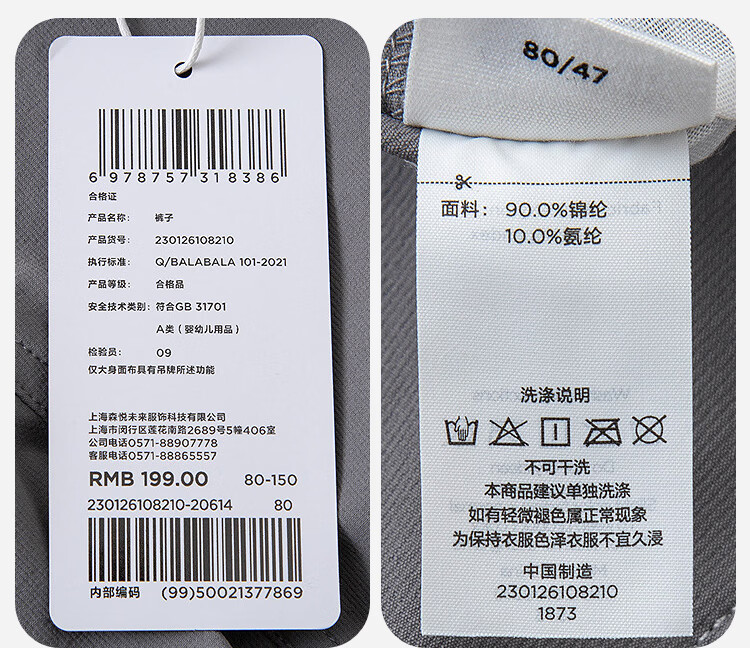 6 978757 318386
合格证
产品名称: 裤子
产品货号: 230126108210
执行标准: Q/BALABALA 101-2021
产品等级: 合格品
安全技术类别: 符合GB 31701
A类（婴幼儿用品）
检验员: 09
仅大身面布具有吊牌所述功能
上海森悦未来服饰科技有限公司
上海市闵行区莲花南路2689号5幢406室
公司电话0571-88907778
客服电话0571-88865557
RMB 199.00 80-150
230126108210-20614 80
内部编码 (99)50021377869
80/47
面料: 90.0%锦纶
10.0%氨纶
洗涤说明
不可干洗
本商品建议单独洗涤
如有轻微褪色属正常现象
为保持衣服色泽衣服不宜久浸
中国制造
230126108210
1873